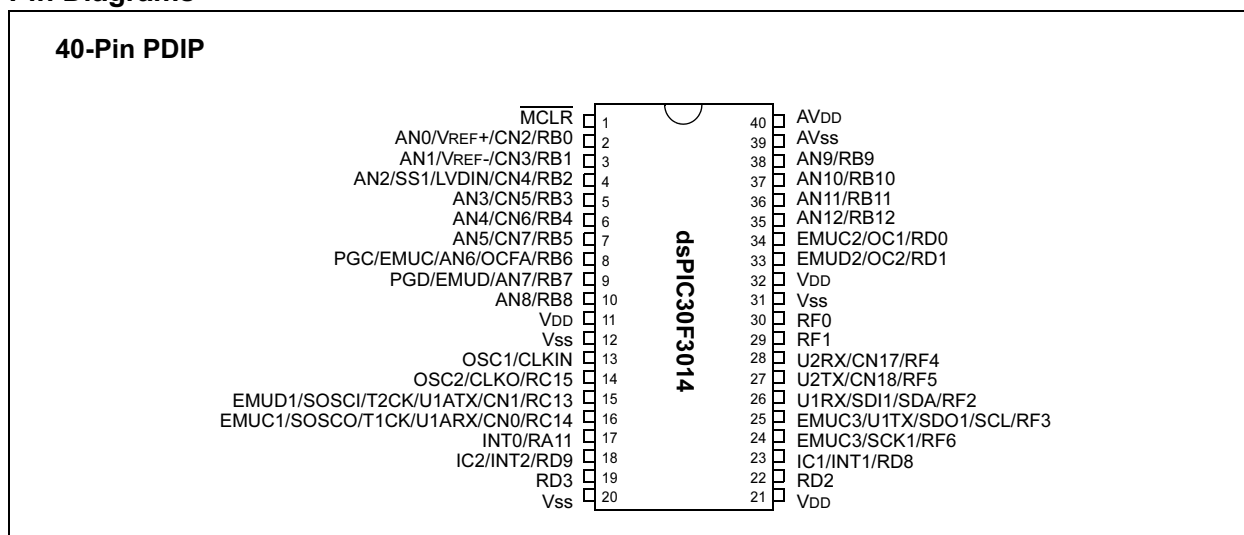 40-Pin PDIP
MCLR 1 40 AVDD
AN0/VREF+/CN2/RB0 2 39 AVss
AN1/VREF-/CN3/RB1 3 38 AN9/RB9
AN2/SS1/LVDIN/CN4/RB2 4 37 AN10/RB10
AN3/CN5/RB3 5 36 AN11/RB11
AN4/CN6/RB4 6 35 AN12/RB12
AN5/CN7/RB5 7 34 EMUC2/OC1/RD0
PGC/EMUC/AN6/OCFA/RB6 8 33 EMUD2/OC2/RD1
PGD/EMUD/AN7/RB7 9 32 VDD
AN8/RB8 10 31 Vss
VDD 11 30 RF0
Vss 12 29 RF1
OSC1/CLKIN 13 28 U2RX/CN17/RF4
OSC2/CLKO/RC15 14 27 U2TX/CN18/RF5
EMUD1/SOSCI/T2CK/U1ATX/CN1/RC13 15 26 U1RX/SDI1/SDA/RF2
EMUC1/SOSCO/T1CK/U1ARX/CN0/RC14 16 25 EMUC3/U1TX/SDO1/SCL/RF3
INT0/RA11 17 24 EMUC3/SCK1/RF6
IC2/INT2/RD9 18 23 IC1/INT1/RD8
RD3 19 22 RD2
Vss 20 21 VDD
dsPIC30F3014